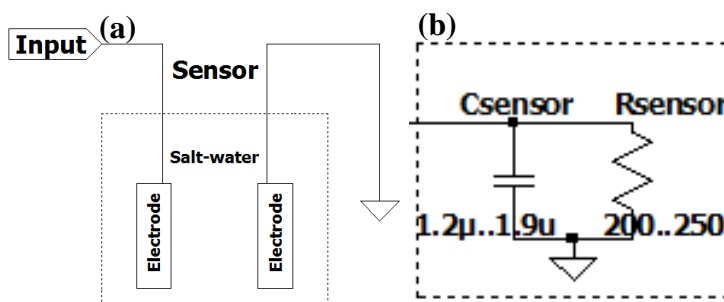 (a)
Input
Sensor
Salt-water
Electrode
Electrode
(b)
Csensor
Rsensor
1.2µ..1.9u
200..250